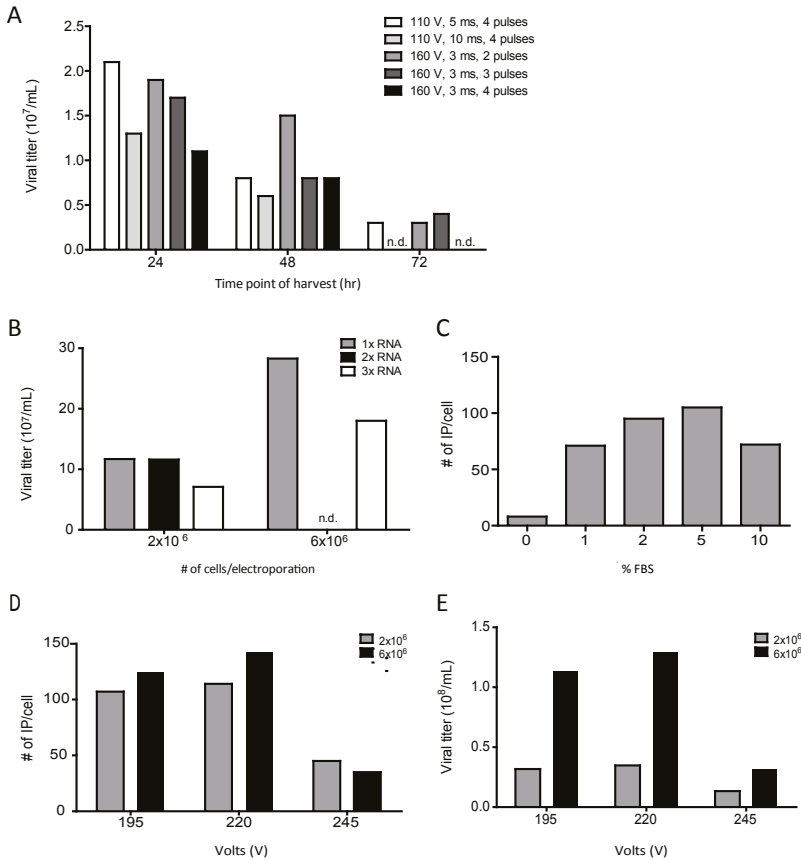 A
110 V, 5 ms, 4 pulses
110 V, 10 ms, 4 pulses
160 V, 3 ms, 2 pulses
160 V, 3 ms, 3 pulses
160 V, 3 ms, 4 pulses
Viral titer (10⁷/mL)
2.5
2.0
1.5
1.0
0.5
0.0
n.d.
n.d.
24
48
72
Time point of harvest (hr)
B
1x RNA
2x RNA
3x RNA
Viral titer (10⁷/mL)
30
20
10
0
n.d.
2x10⁶
6x10⁶
# of cells/electroporation
C
# of IP/cell
150
100
50
0
0
1
2
5
10
% FBS
D
2x10⁶
6x10⁶
# of IP/cell
150
100
50
0
195
220
245
Volts (V)
E
2x10⁶
6x10⁶
Viral titer (10⁸/mL)
1.5
1.0
0.5
0.0
195
220
245
Volts (V)